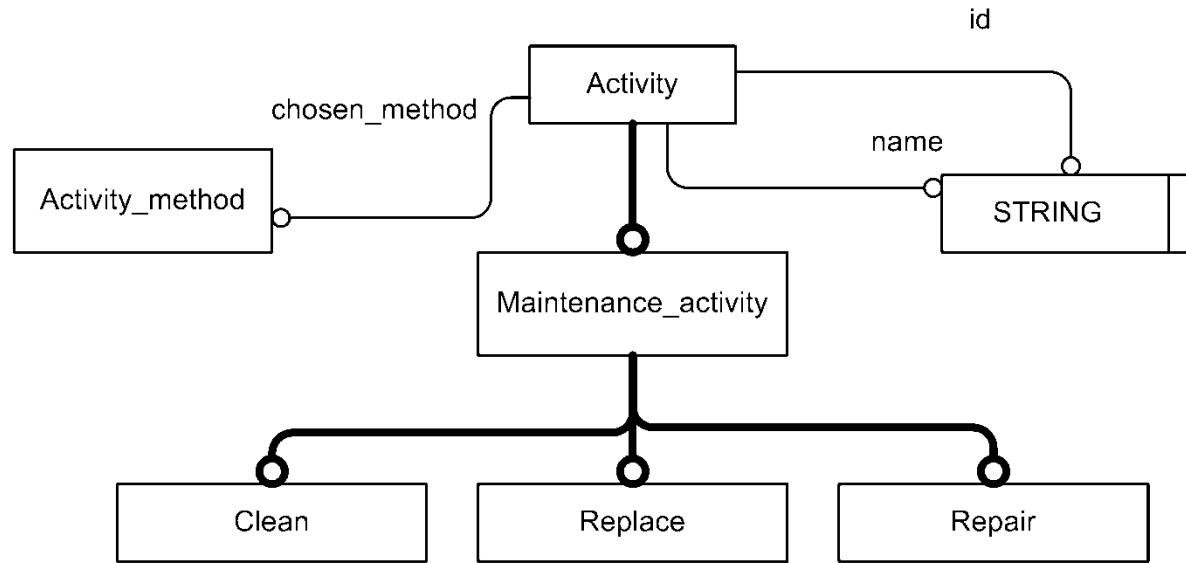 id
Activity
chosen_method
name
Activity_method
STRING
Maintenance_activity
Clean
Replace
Repair